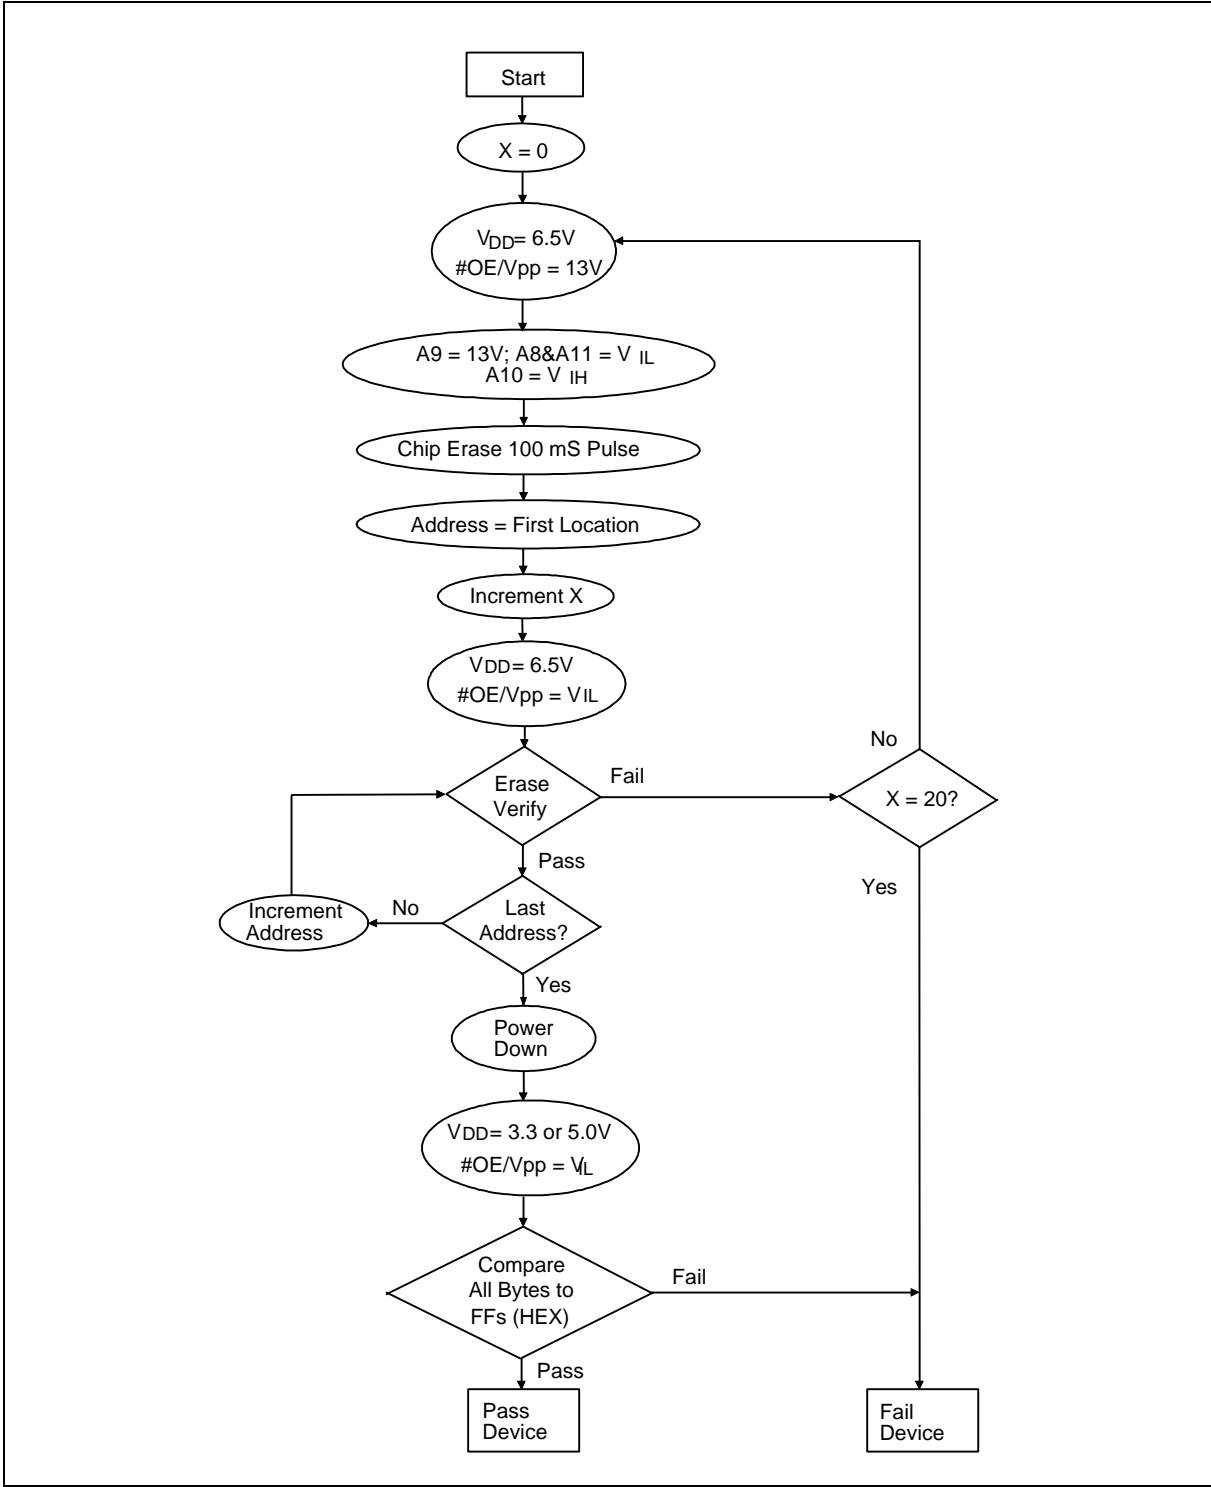 Start
X = 0
VDD= 6.5V
#OE/Vpp = 13V
A9 = 13V; A8&A11 = V IL
A10 = V IH
Chip Erase 100 mS Pulse
Address = First Location
Increment X
VDD= 6.5V
#OE/Vpp = VIL
Erase
Verify
Fail
No
X = 20?
Yes
Pass
Last
Address?
No
Increment
Address
Yes
Power
Down
VDD= 3.3 or 5.0V
#OE/Vpp = VIL
Compare
All Bytes to
FFs (HEX)
Fail
Pass
Pass
Device
Fail
Device